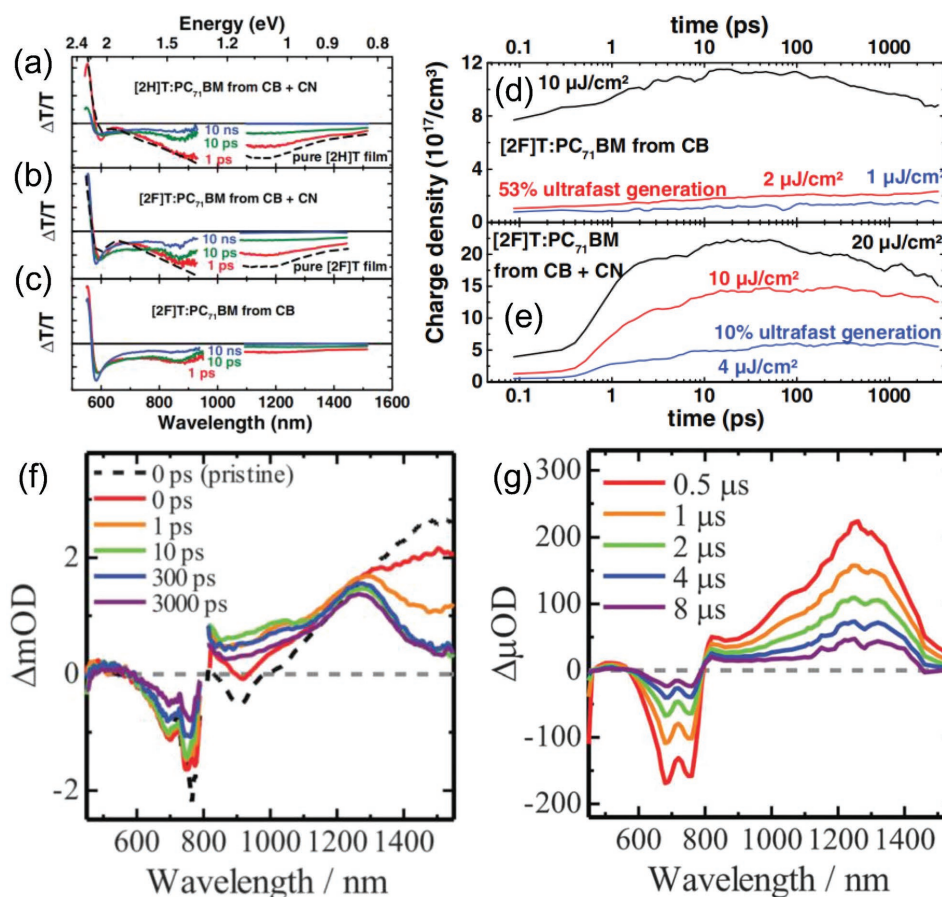 Energy (eV)
2.4 2 1.6 1.2 1 0.8
(a)
[2H]T:PC71BM from CB + CN
10 ns
10 ps
1 ps
pure [2H]T film
ΔT/T
(b)
[2F]T:PC71BM from CB + CN
10 ns
10 ps
1 ps
pure [2F]T film
ΔT/T
(c)
[2F]T:PC71BM from CB
10 ns
10 ps
1 ps
ΔT/T
600 800 1000 1200 1400 1600
Wavelength (nm)
time (ps)
0.1 1 10 100 1000
12
9
6
3
0
10 µJ/cm²
(d)
[2F]T:PC71BM from CB
53% ultrafast generation
2 µJ/cm²
1 µJ/cm²
Charge density (10^17/cm³)
20
15
10
5
0
[2F]T:PC71BM
from CB + CN
20 µJ/cm²
10 µJ/cm²
(e)
10% ultrafast generation
4 µJ/cm²
0.1 1 10 100 1000
time (ps)
(f)
0 ps (pristine)
0 ps
1 ps
10 ps
300 ps
3000 ps
ΔmOD
2
0
-2
600 800 1000 1200 1400
Wavelength / nm
(g)
0.5 µs
1 µs
2 µs
4 µs
8 µs
ΔµOD
300
200
100
0
-100
-200
600 800 1000 1200 1400
Wavelength / nm